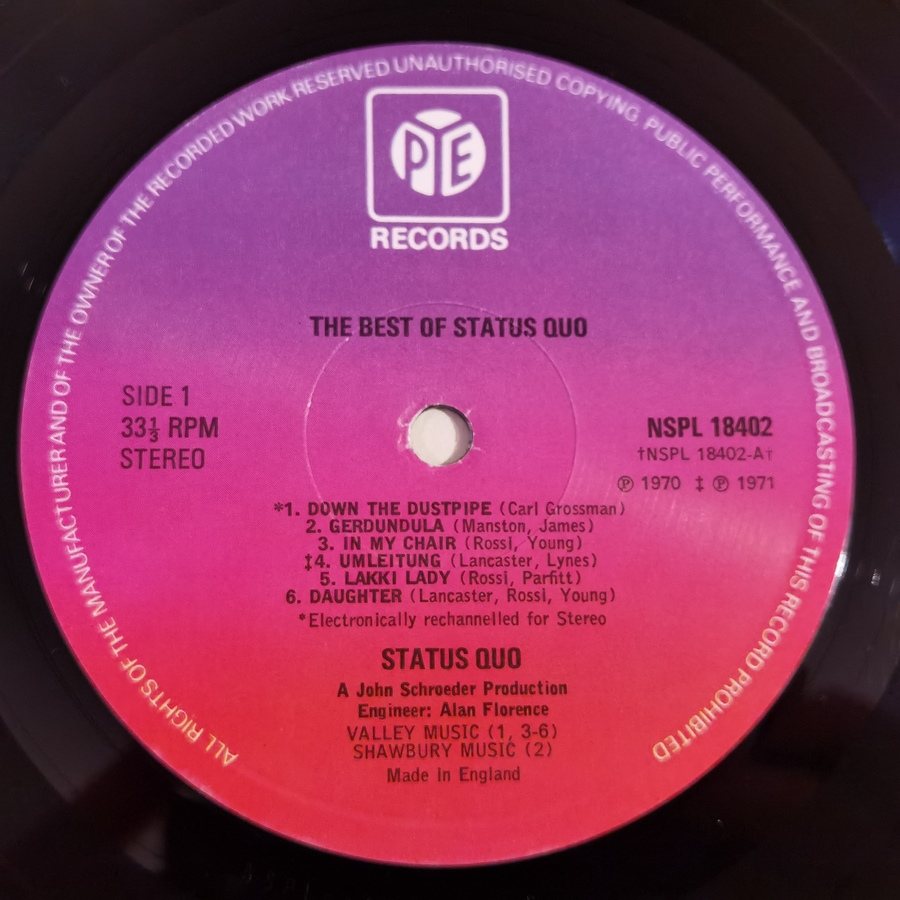 ALL RIGHTS OF THE MANUFACTURER AND OF THE OWNER OF THE RECORDED WORK RESERVED UNAUTHORISED COPYING, PUBLIC PERFORMANCE AND BROADCASTING OF THIS RECORD PROHIBITED
PYE
RECORDS
THE BEST OF STATUS QUO
SIDE 1
33⅓ RPM
STEREO
NSPL 18402
†NSPL 18402-A†
℗ 1970 ‡ ℗ 1971
*1. DOWN THE DUSTPIPE (Carl Grossman)
2. GERDUNDULA (Manston, James)
3. IN MY CHAIR (Rossi, Young)
‡4. UMLEITUNG (Lancaster, Lynes)
5. LAKKI LADY (Rossi, Parfitt)
6. DAUGHTER (Lancaster, Rossi, Young)
*Electronically rechannelled for Stereo
STATUS QUO
A John Schroeder Production
Engineer: Alan Florence
VALLEY MUSIC (1, 3-6)
SHAWBURY MUSIC (2)
Made In England